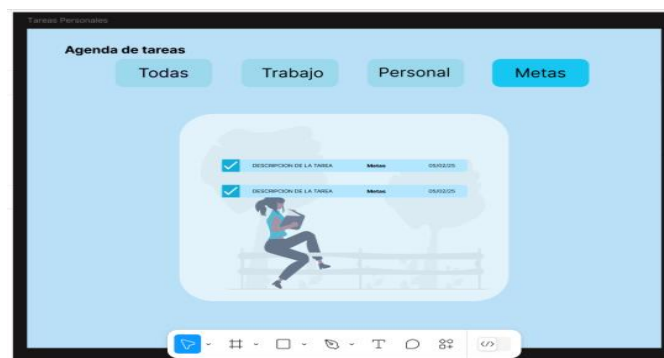 Tareas Personales
Agenda de tareas
Todas Trabajo Personal Metas
DESCRIPCION DE LA TAREA Metas 05/02/25
DESCRIPCION DE LA TAREA Metas 05/02/25